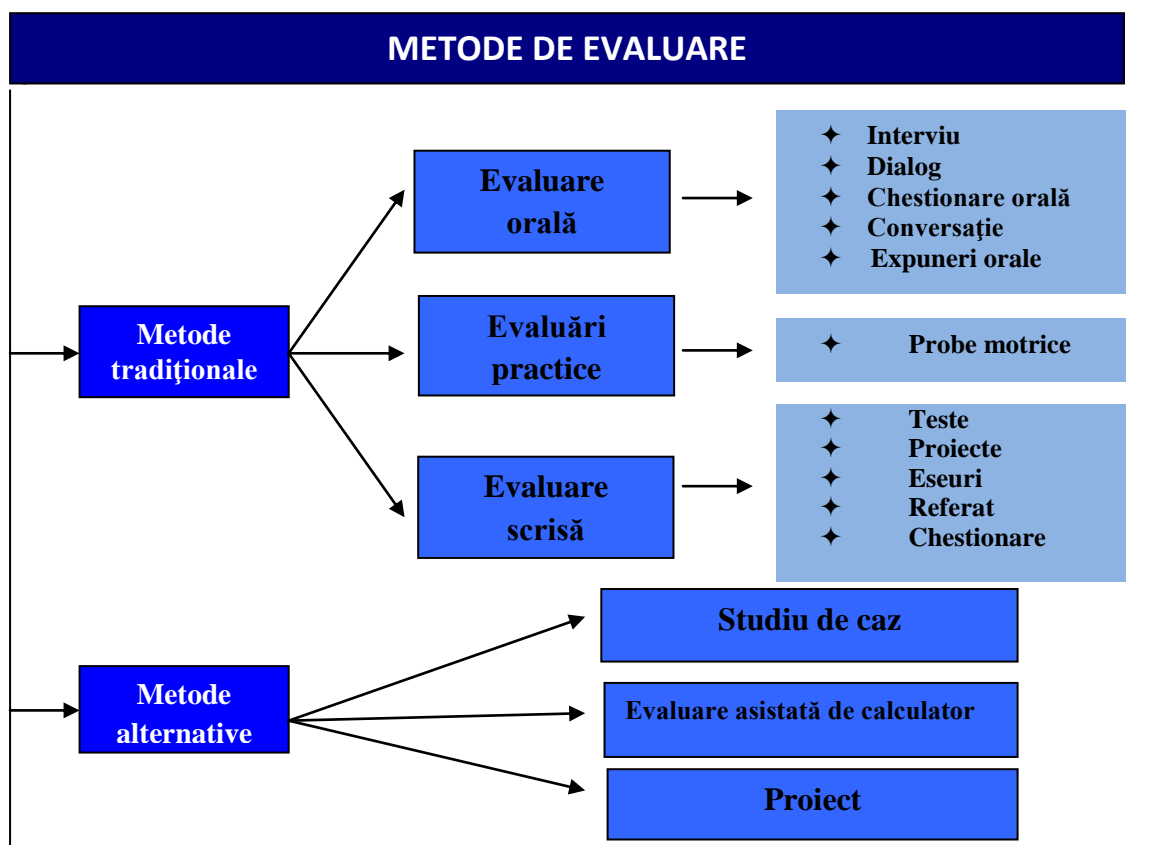 METODE DE EVALUARE
Metode
tradiţionale
Evaluare
orală
✦ Interviu
✦ Dialog
✦ Chestionare orală
✦ Conversaţie
✦ Expuneri orale
Evaluări
practice
✦ Probe motrice
Evaluare
scrisă
✦ Teste
✦ Proiecte
✦ Eseuri
✦ Referat
✦ Chestionare
Metode
alternative
Studiu de caz
Evaluare asistată de calculator
Proiect